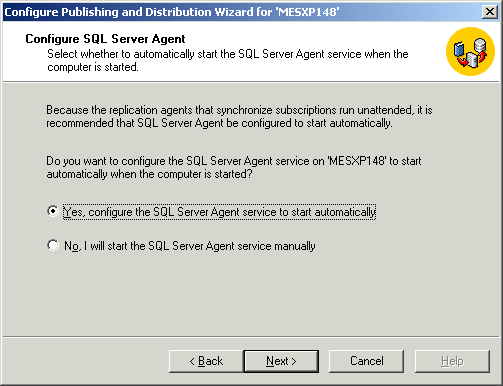 Configure Publishing and Distribution Wizard for 'MESXP148'
Configure SQL Server Agent
Select whether to automatically start the SQL Server Agent service when the
computer is started.
Because the replication agents that synchronize subscriptions run unattended, it is
recommended that SQL Server Agent be configured to start automatically.
Do you want to configure the SQL Server Agent service on 'MESXP148' to start
automatically when the computer is started?
Yes, configure the SQL Server Agent service to start automatically
No, I will start the SQL Server Agent service manually
< Back Next > Cancel Help